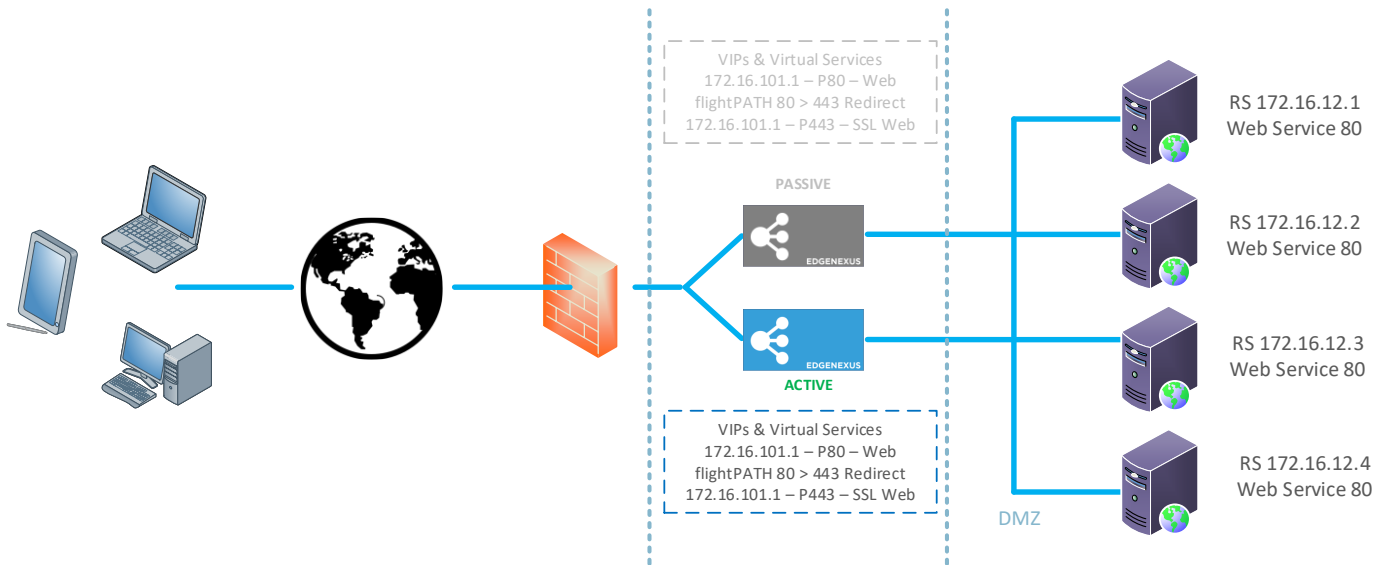 VIPs & Virtual Services
172.16.101.1 – P80 – Web
flightPATH 80 > 443 Redirect
172.16.101.1 – P443 – SSL Web
PASSIVE
EDGENEXUS
EDGENEXUS
ACTIVE
VIPs & Virtual Services
172.16.101.1 – P80 – Web
flightPATH 80 > 443 Redirect
172.16.101.1 – P443 – SSL Web
RS 172.16.12.1
Web Service 80
RS 172.16.12.2
Web Service 80
RS 172.16.12.3
Web Service 80
RS 172.16.12.4
Web Service 80
DMZ